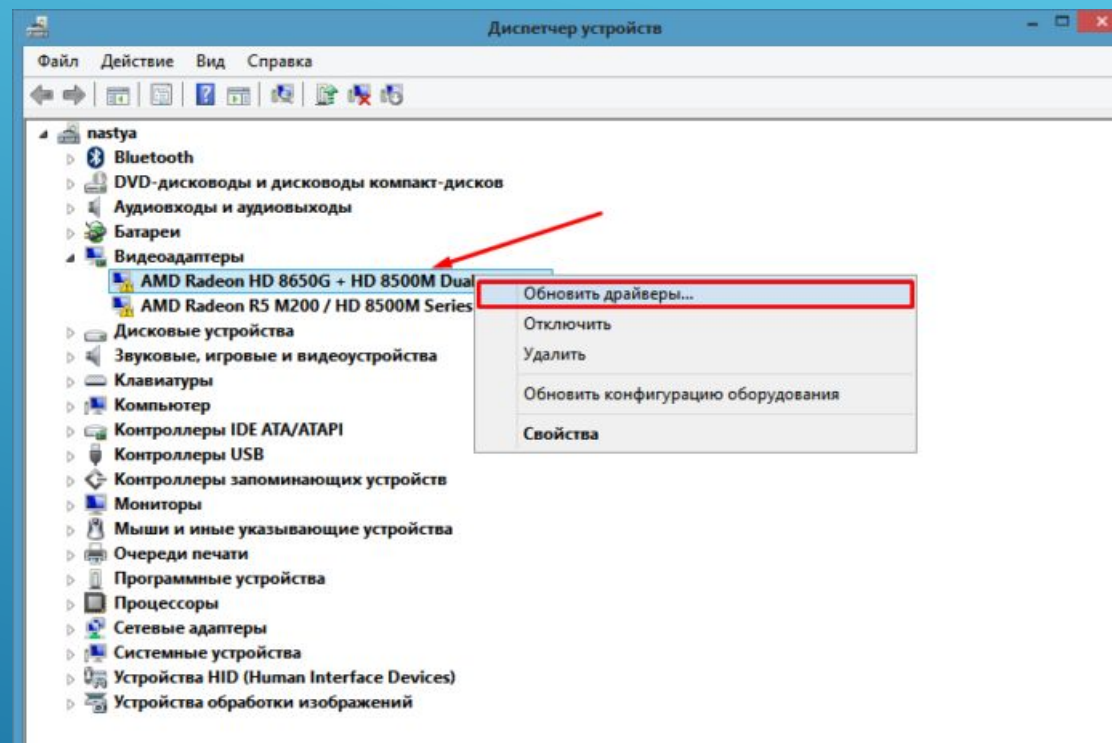 Диспетчер устройств
Файл Действие Вид Справка
nastya
Bluetooth
DVD-дисководы и дисководы компакт-дисков
Аудиовходы и аудиовыходы
Батареи
Видеоадаптеры
AMD Radeon HD 8650G + HD 8500M Dual
AMD Radeon R5 M200 / HD 8500M Series
Обновить драйверы...
Отключить
Удалить
Обновить конфигурацию оборудования
Свойства
Дисковые устройства
Звуковые, игровые и видеоустройства
Клавиатуры
Компьютер
Контроллеры IDE ATA/ATAPI
Контроллеры USB
Контроллеры запоминающих устройств
Мониторы
Мыши и иные указывающие устройства
Очереди печати
Программные устройства
Процессоры
Сетевые адаптеры
Системные устройства
Устройства HID (Human Interface Devices)
Устройства обработки изображений